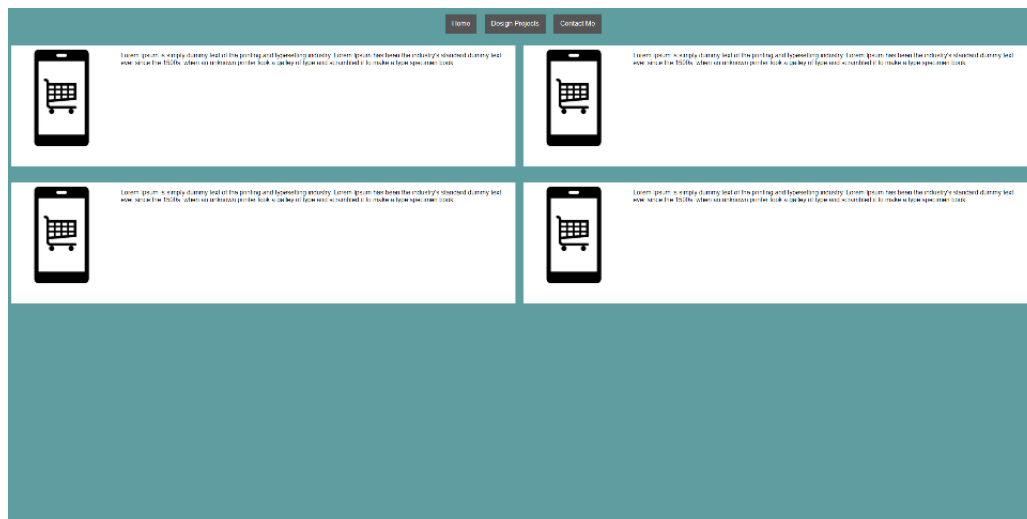 Home Design Projects Contact Me
Lorem Ipsum is simply dummy text of the printing and typesetting industry. Lorem Ipsum has been the industry's standard dummy text
ever since the 1500s, when an unknown printer took a galley of type and scrambled it to make a type specimen book.
Lorem Ipsum is simply dummy text of the printing and typesetting industry. Lorem Ipsum has been the industry's standard dummy text
ever since the 1500s, when an unknown printer took a galley of type and scrambled it to make a type specimen book.
Lorem Ipsum is simply dummy text of the printing and typesetting industry. Lorem Ipsum has been the industry's standard dummy text
ever since the 1500s, when an unknown printer took a galley of type and scrambled it to make a type specimen book.
Lorem Ipsum is simply dummy text of the printing and typesetting industry. Lorem Ipsum has been the industry's standard dummy text
ever since the 1500s, when an unknown printer took a galley of type and scrambled it to make a type specimen book.